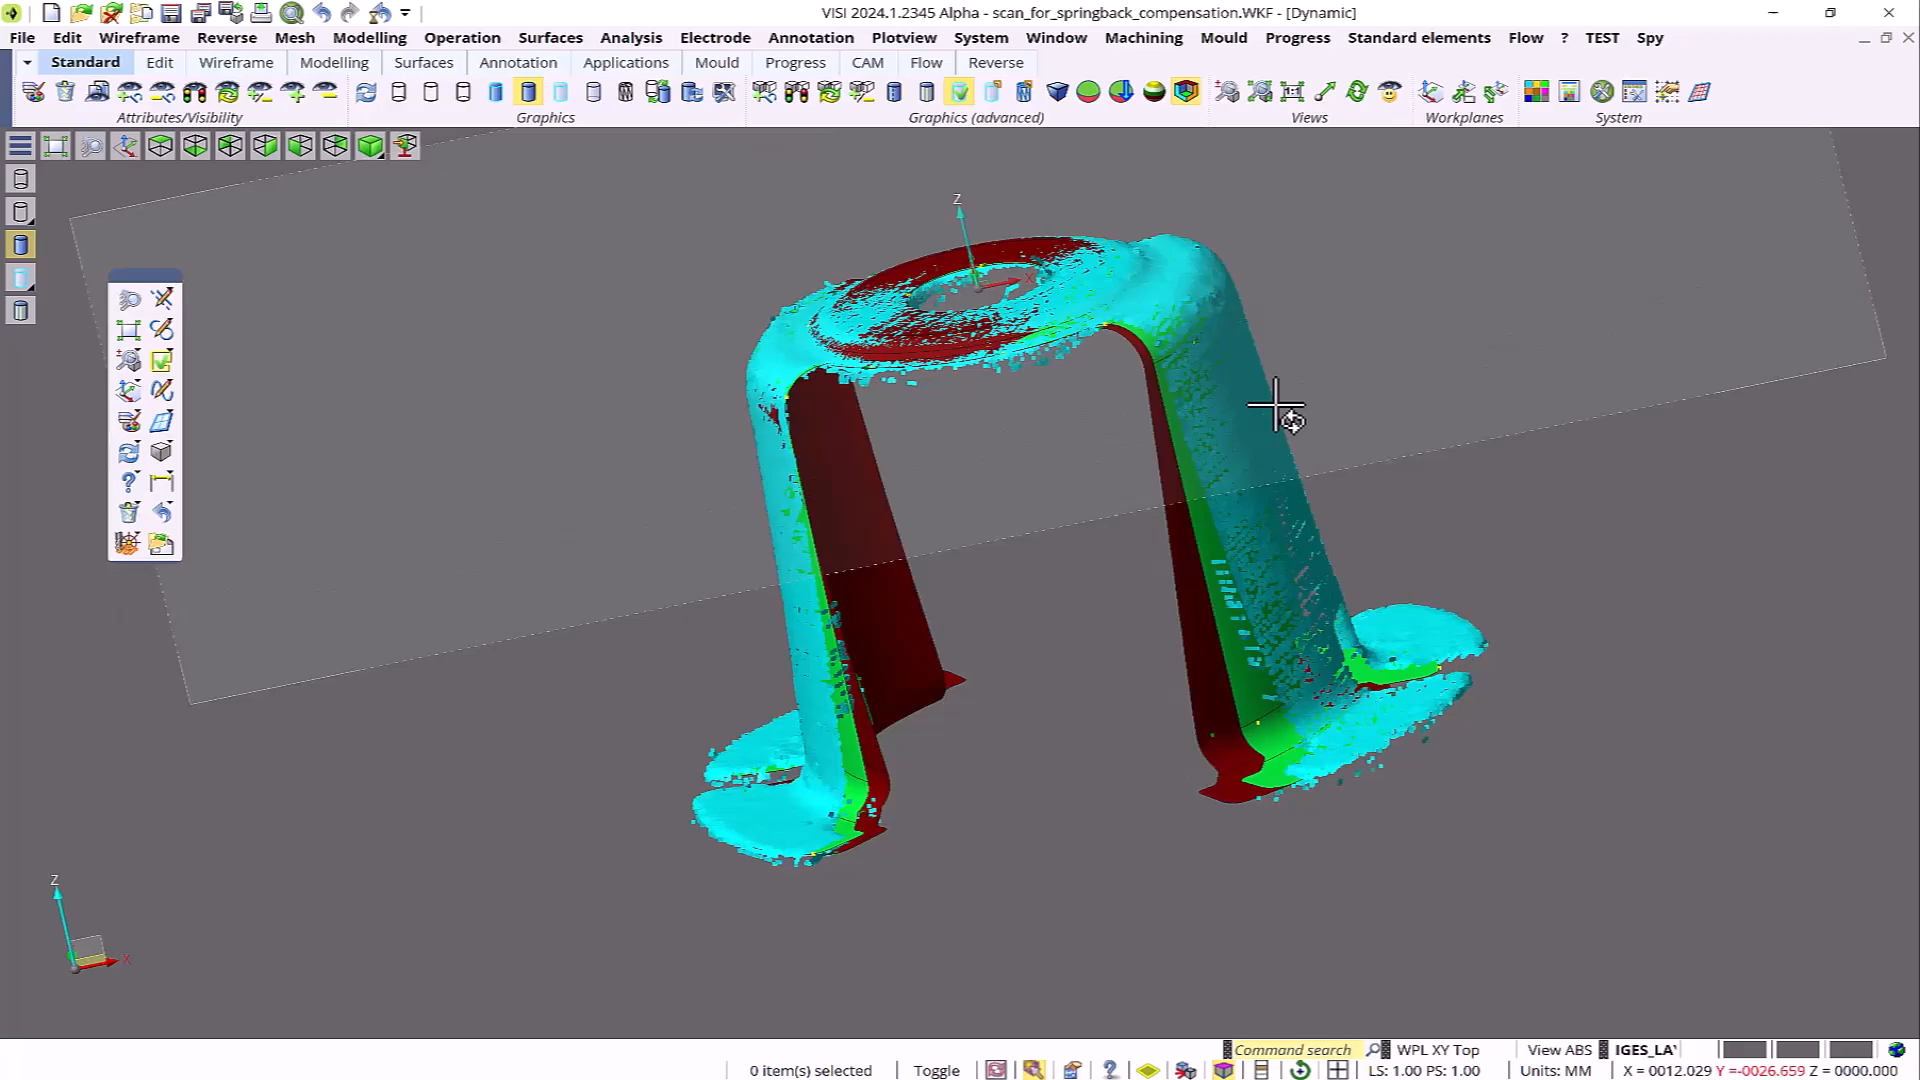 VISI 2024.1.2345 Alpha - scan_for_springback_compensation.WKF - [Dynamic]
File Edit Wireframe Reverse Mesh Modelling Operation Surfaces Analysis Electrode Annotation Plotview System Window Machining Mould Progress Standard elements Flow ? TEST Spy
Standard Edit Wireframe Modelling Surfaces Annotation Applications Mould Progress CAM Flow Reverse
Attributes/Visibility Graphics Graphics (advanced) Views Workplanes System
Z
X
Z
X
Command search WPL XY Top View ABS IGES_LA
0 item(s) selected Toggle LS: 1.00 PS: 1.00 Units: MM X = 0012.029 Y =-0026.659 Z = 0000.000